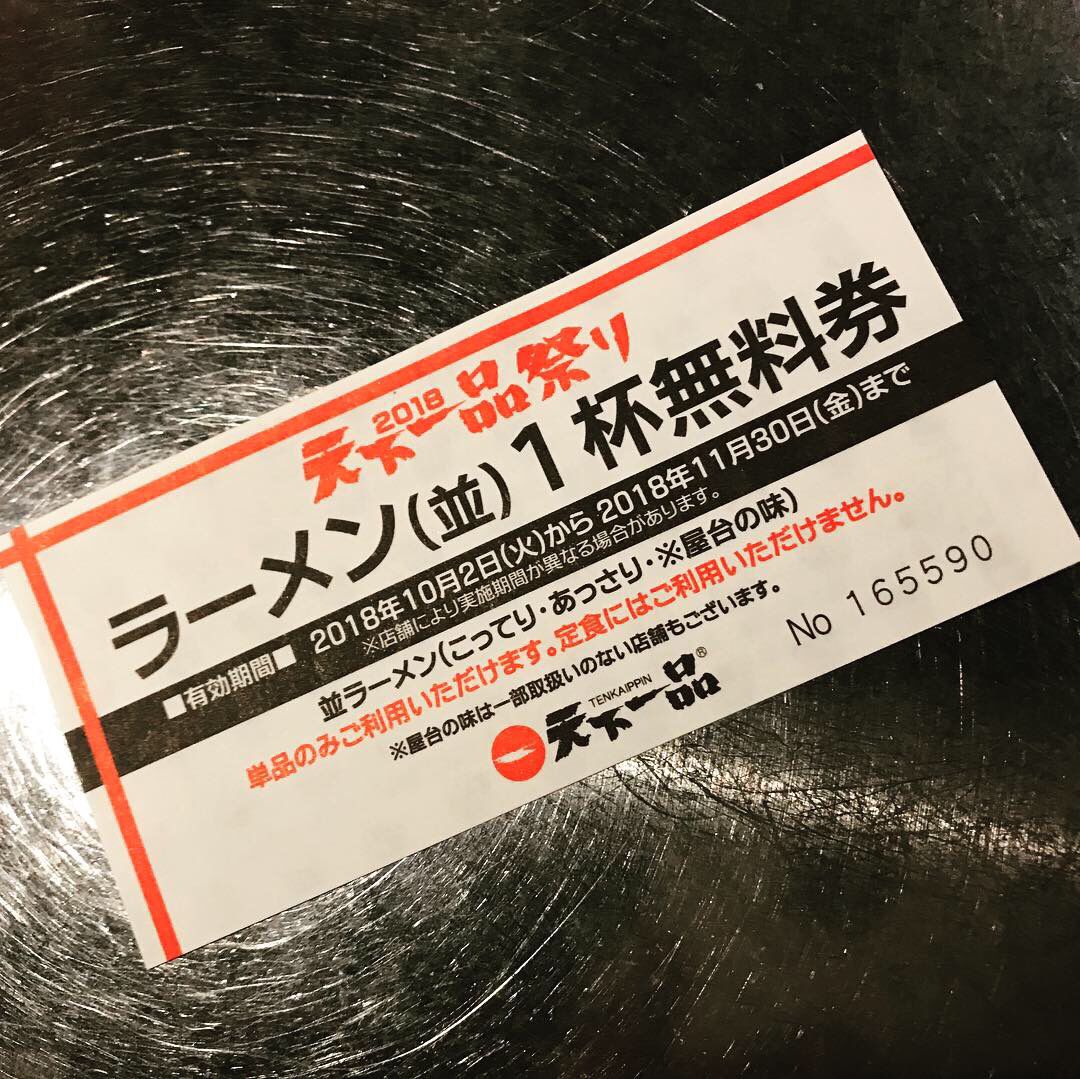 2018
天下一品祭り
ラーメン(並)1杯無料券
■有効期間■ 2018年10月2日(火)から 2018年11月30日(金)まで
※店舗により実施期間が異なる場合があります。
並ラーメン(こってり・あっさり・※屋台の味)
単品のみご利用いただけます。定食にはご利用いただけません。
※屋台の味は一部取扱いのない店舗もございます。
TENKAIPPIN
天下一品®
No 165590